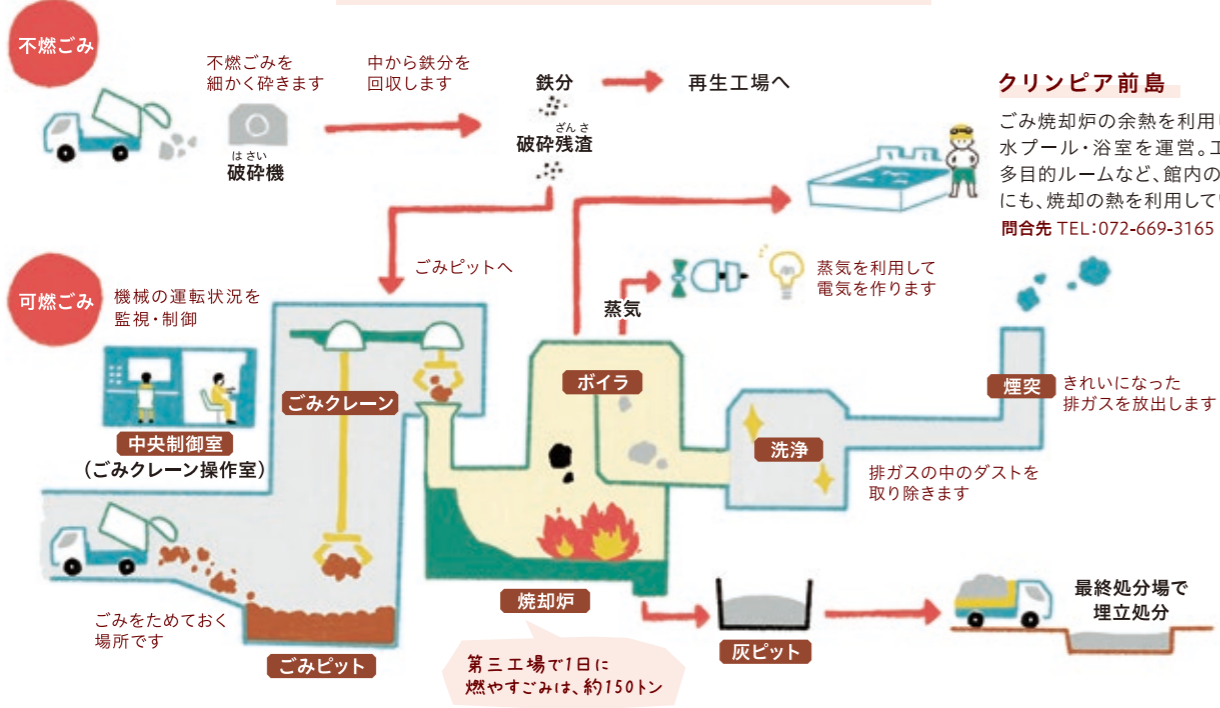 不燃ごみ
不燃ごみを
細かく砕きます
はさい
破砕機
中から鉄分を
回収します
鉄分
再生工場へ
ざんさ
破砕残渣
クリンピア前島
ごみ焼却炉の余熱を利用
水プール・浴室を運営。
多目的ルームなど、館内の
にも、焼却の熱を利用して
問合先 TEL:072-669-3165
ごみピットへ
可燃ごみ
機械の運転状況を
監視・制御
中央制御室
(ごみクレーン操作室)
ごみクレーン
蒸気
蒸気を利用して
電気を作ります
ボイラ
洗浄
排ガスの中のダストを
取り除きます
煙突
きれいになった
排ガスを放出します
ごみをためておく
場所です
ごみピット
焼却炉
第三工場で1日に
燃やすごみは、約150トン
灰ピット
最終処分場で
埋立処分